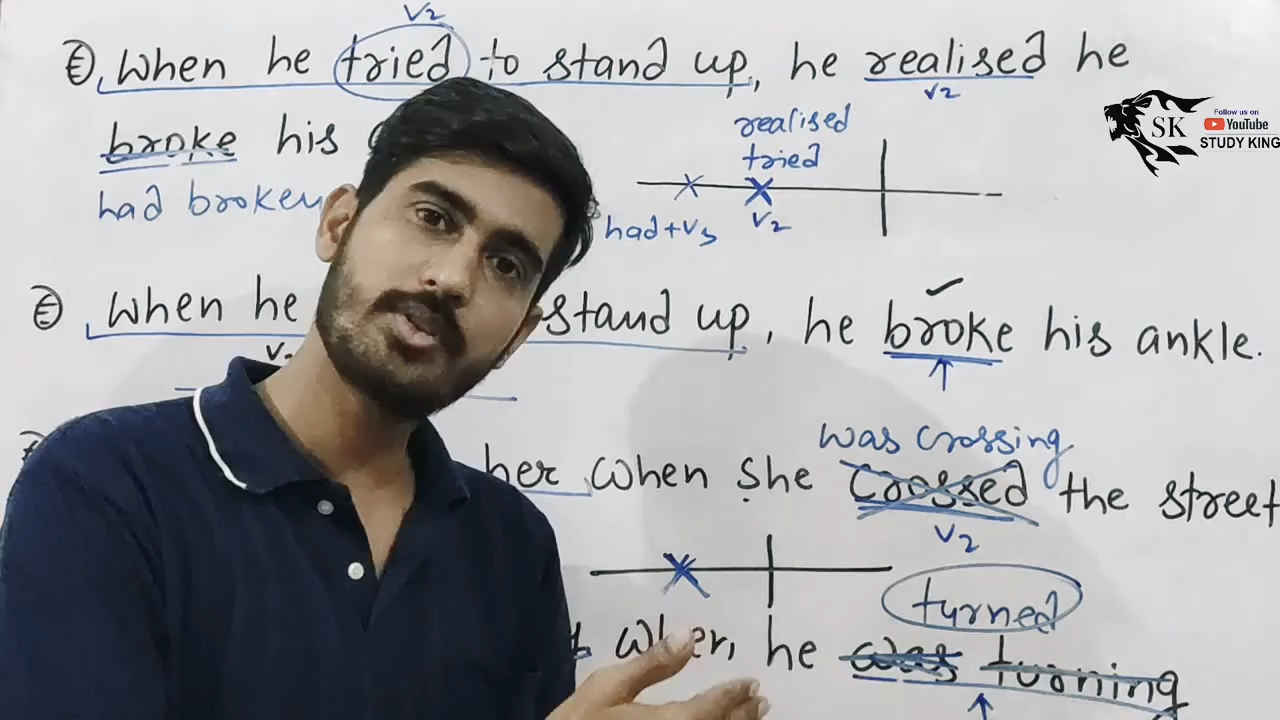 V2
Ⓔ, When he tried to stand up, he realised he
V2
broke his
realised
tried
had broken
had + V3
V2
Ⓔ When he stand up, he broke his ankle.
was crossing
her when she crossed the street
V2
turned
he was turning
Follow us on
YouTube
SK
STUDY KING